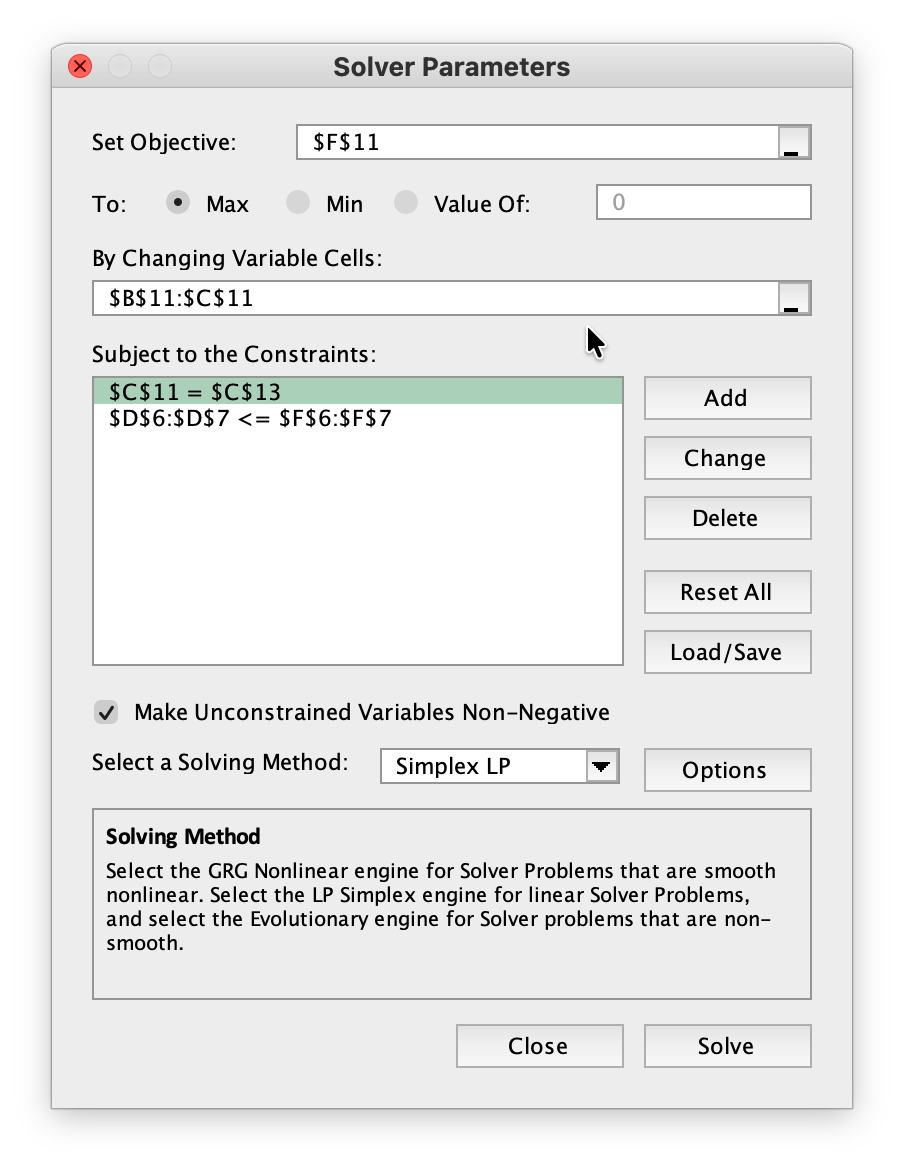 Solver Parameters
Set Objective: $F$11
To: Max Min Value Of: 0
By Changing Variable Cells:
$B$11:$C$11
Subject to the Constraints:
$C$11 = $C$13
$D$6:$D$7 <= $F$6:$F$7
Add
Change
Delete
Reset All
Load/Save
Make Unconstrained Variables Non-Negative
Select a Solving Method: Simplex LP Options
Solving Method
Select the GRG Nonlinear engine for Solver Problems that are smooth
nonlinear. Select the LP Simplex engine for linear Solver Problems,
and select the Evolutionary engine for Solver problems that are non-
smooth.
Close Solve